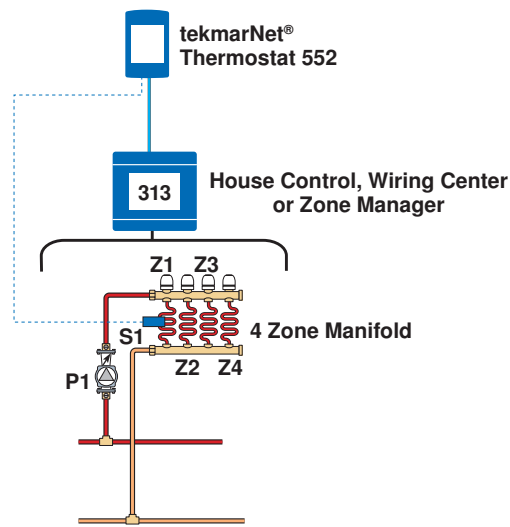 tekmarNet®
Thermostat 552
313
House Control, Wiring Center
or Zone Manager
Z1 Z3
S1
4 Zone Manifold
Z2 Z4
P1